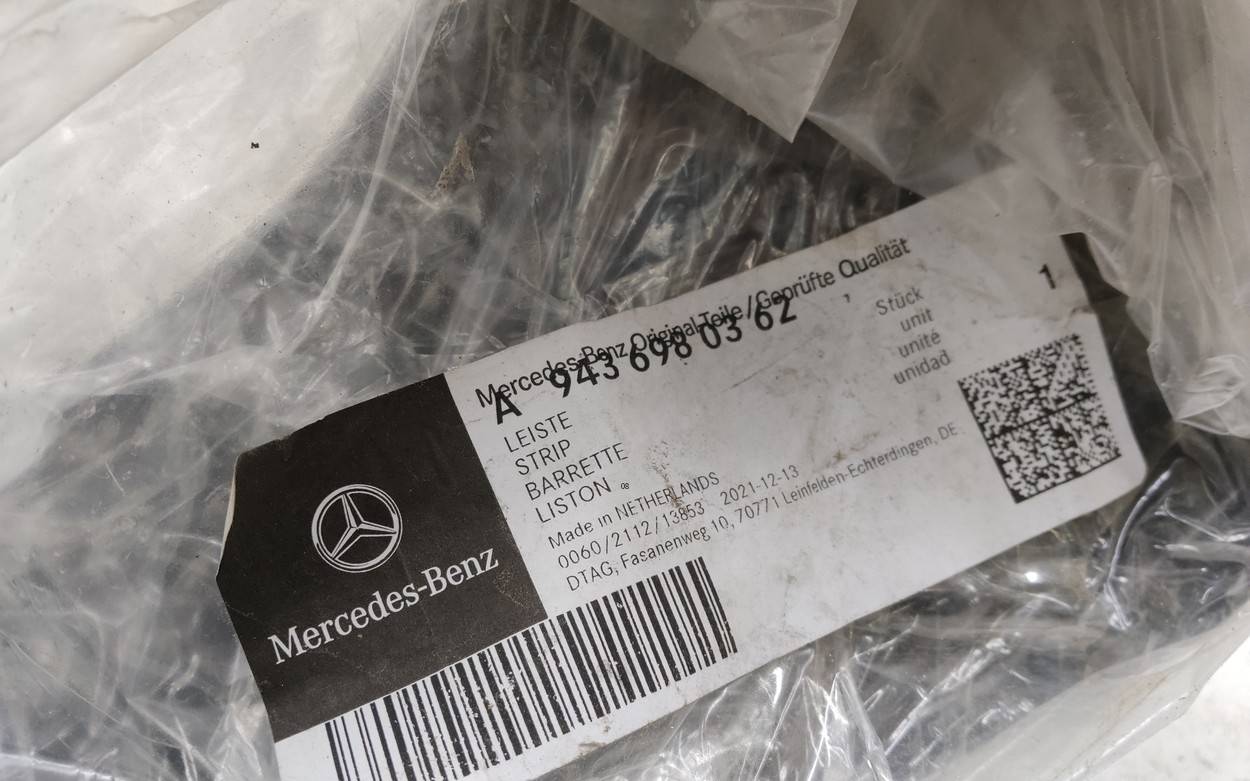 Mercedes-Benz Original-Teile/Geprüfte Qualität
A 943 698 03 62
1
Stück
unit
unité
unidad
LEISTE
STRIP
BARRETTE
LISTON 08
Made in NETHERLANDS
0060/2112/13853 2021-12-13
DTAG, Fasanenweg 10, 70771 Leinfelden-Echterdingen, DE
Mercedes-Benz